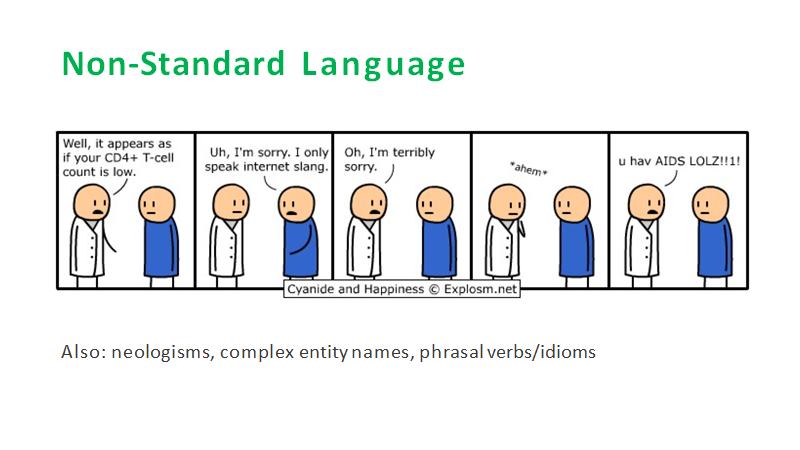 Non-Standard Language
Well, it appears as
if your CD4+ T-cell
count is low.
Uh, I'm sorry. I only
speak internet slang.
Oh, I'm terribly
sorry.
*ahem*
u hav AIDS LOLZ!!1!
Cyanide and Happiness © Explosm.net
Also: neologisms, complex entity names, phrasal verbs/idioms